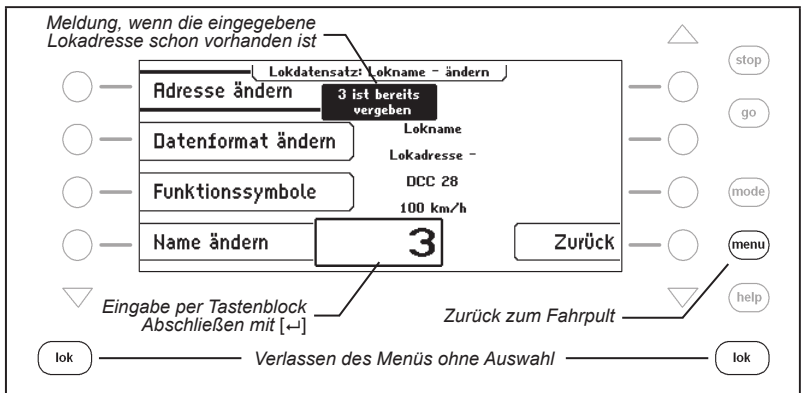 Meldung, wenn die eingegebene
Lokadresse schon vorhanden ist
stop
Lokdatensatz: Lokname - ändern
Adresse ändern
3 ist bereits
vergeben
go
Datenformat ändern
Lokname
Lokadresse -
Funktionssymbole
DCC 28
100 km/h
mode
Name ändern
3
Zurück
menu
Eingabe per Tastenblock
Abschließen mit [↵]
Zurück zum Fahrpult
help
lok
Verlassen des Menüs ohne Auswahl
lok